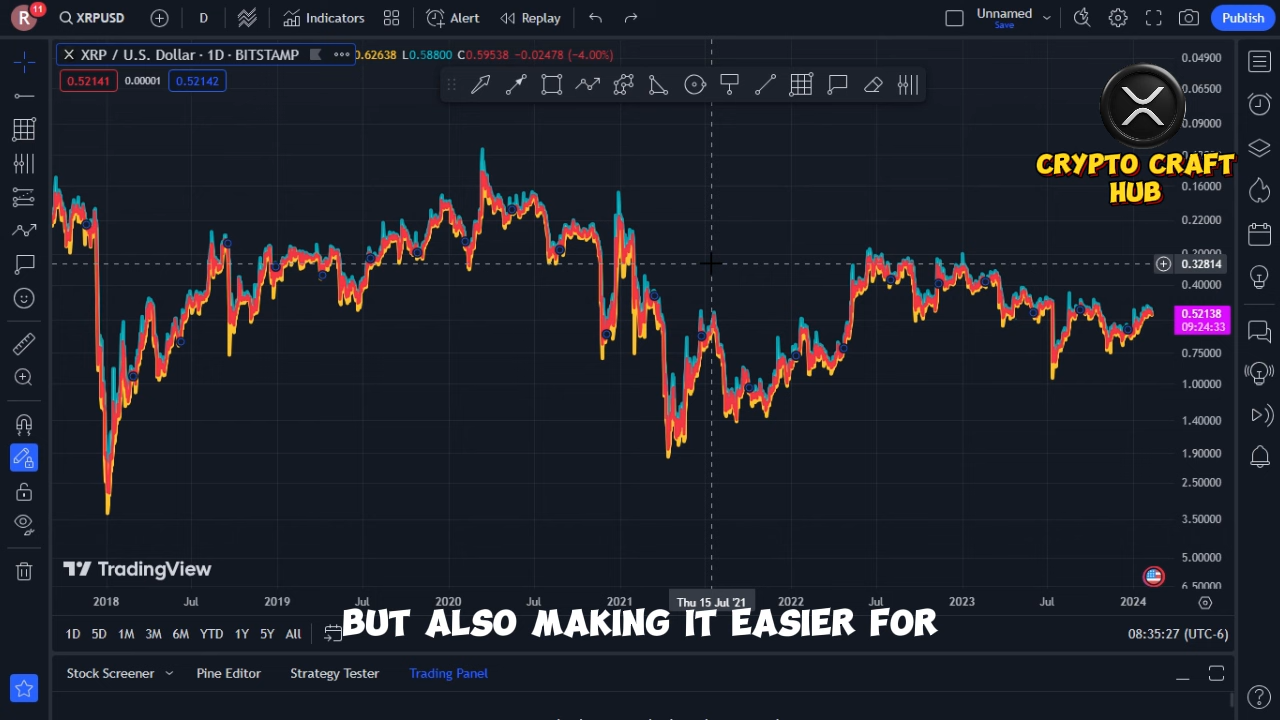 R 11 XRPUSD D Indicators Alert Replay Unnamed Save Publish
XRP / U.S. Dollar · 1D · BITSTAMP ••• 0.62638 L0.58800 C0.59538 −0.02478 (−4.00%)
0.52141 0.00001 0.52142
0.04900
0.06500
0.09000
CRYPTO CRAFT
HUB
0.16000
0.22000
0.32814
0.40000
0.52138
09:24:33
0.75000
1.00000
1.40000
1.90000
2.50000
3.50000
5.00000
6.50000
TradingView
2018 Jul 2019 Jul 2020 Jul 2021 Thu 15 Jul '21 2022 Jul 2023 Jul 2024
BUT ALSO MAKING IT EASIER FOR
1D 5D 1M 3M 6M YTD 1Y 5Y All 08:35:27 (UTC-6)
Stock Screener Pine Editor Strategy Tester Trading Panel